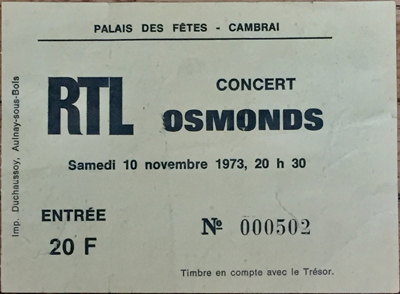 PALAIS DES FÊTES - CAMBRAI
RTL
CONCERT
OSMONDS
Samedi 10 novembre 1973, 20 h 30
ENTRÉE
20 F
Nº 000502
Timbre en compte avec le Trésor.
Imp. Duchaussoy, Aulnay-sous-Bois